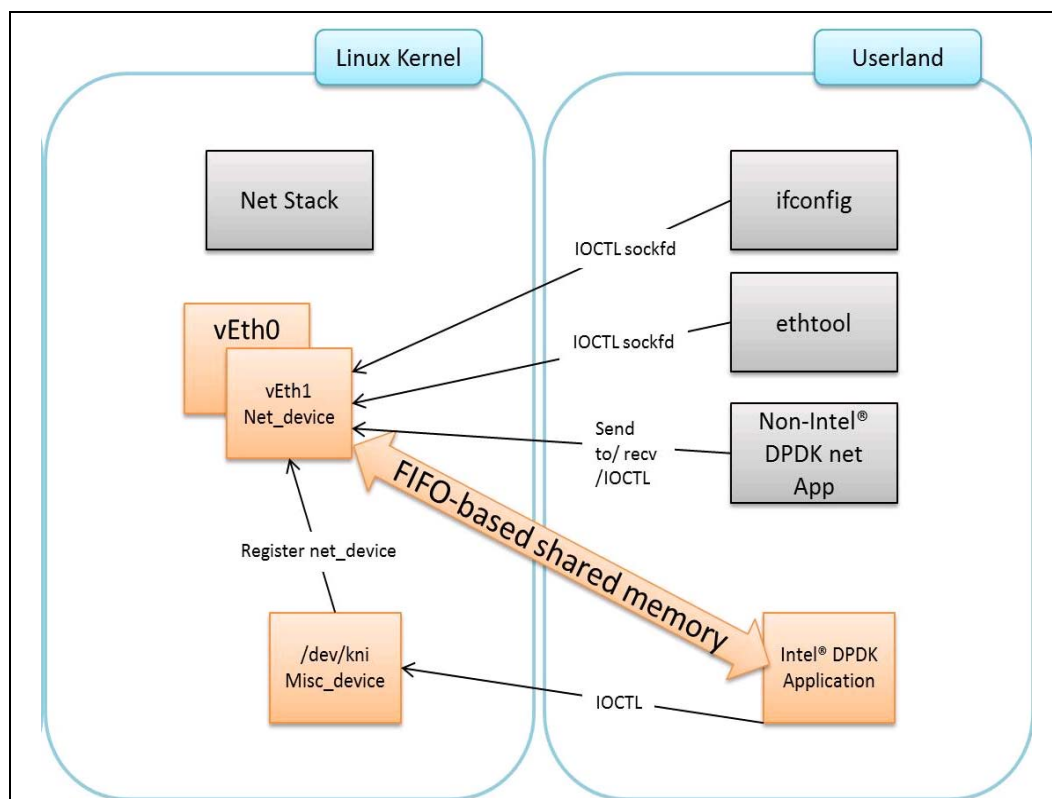 Linux Kernel
Userland
Net Stack
ifconfig
IOCTL sockfd
vEth0
ethtool
IOCTL sockfd
vEth1
Net_device
Non-Intel®
DPDK net
App
Send
to/ recv
/IOCTL
FIFO-based shared memory
Register net_device
/dev/kni
Misc_device
Intel® DPDK
Application
IOCTL